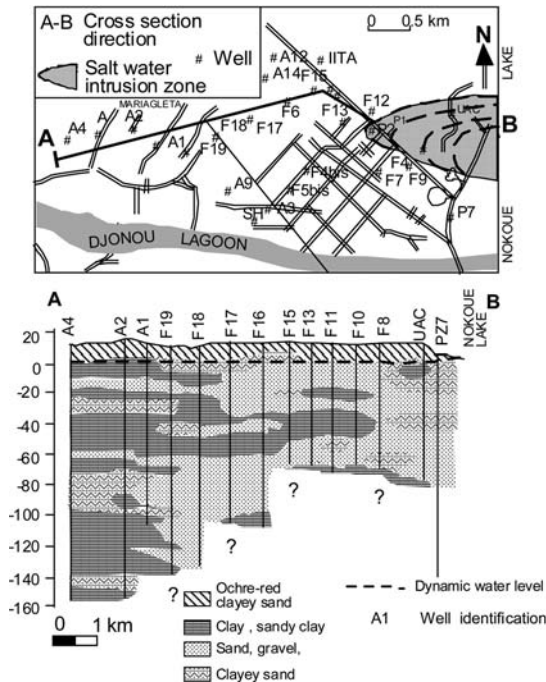 A-B Cross section direction
Salt water intrusion zone
# Well
0 0.5 km
N
LAKE
NOKOUE
A
B
MARIAGLETA
A4
A
A2
A1
F19
F18
F17
A12
IITA
A14
F15
F6
F13
F12
P2
P1
UAC
F4
F4bis
F7
F9
A9
F5bis
SH
A3
P7
DJONOU LAGOON
A
B
A4
A2
A1
F19
F18
F17
F16
F15
F13
F11
F10
F8
UAC
PZ7
NOKOUE LAKE
20
0
-20
-40
-60
-80
-100
-120
-140
-160
?
?
?
?
0 1 km
Ochre-red clayey sand
Clay , sandy clay
Sand, gravel,
Clayey sand
Dynamic water level
A1 Well identification